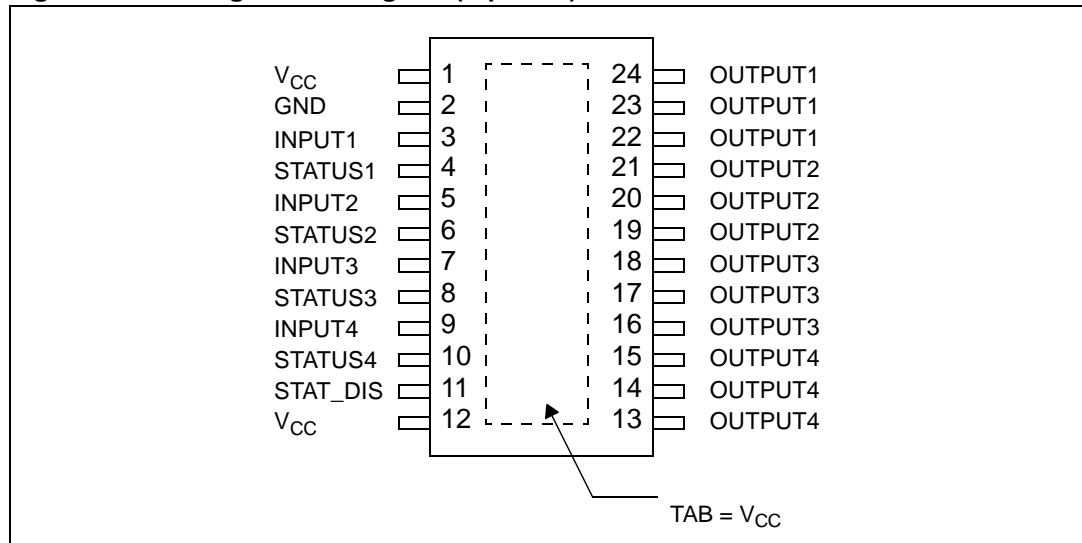 V_CC 1 24 OUTPUT1
GND 2 23 OUTPUT1
INPUT1 3 22 OUTPUT1
STATUS1 4 21 OUTPUT2
INPUT2 5 20 OUTPUT2
STATUS2 6 19 OUTPUT2
INPUT3 7 18 OUTPUT3
STATUS3 8 17 OUTPUT3
INPUT4 9 16 OUTPUT3
STATUS4 10 15 OUTPUT4
STAT_DIS 11 14 OUTPUT4
V_CC 12 13 OUTPUT4
TAB = V_CC